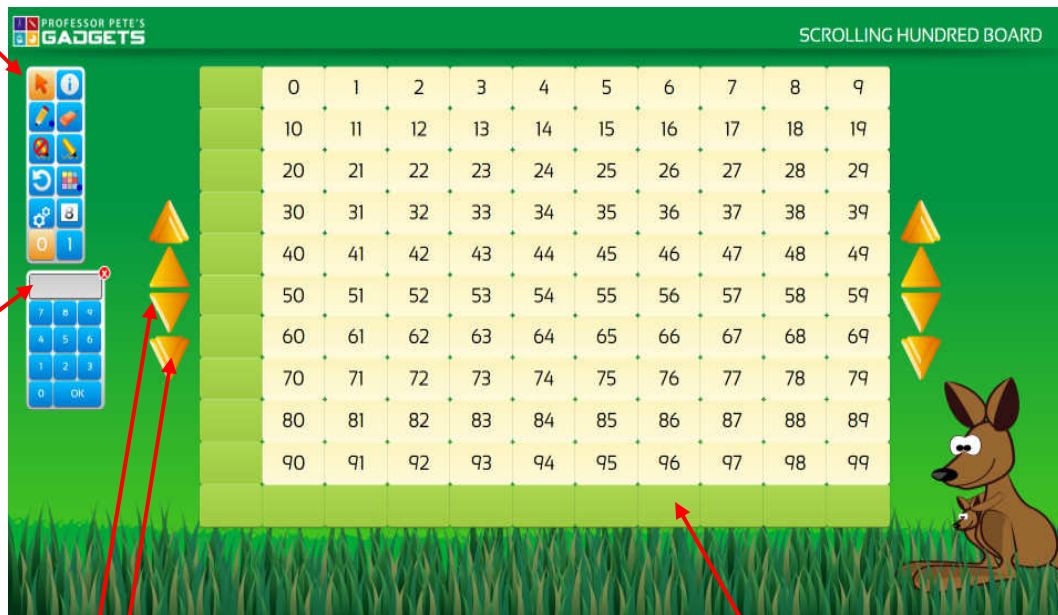 PROFESSOR PETE'S
GADGETS
SCROLLING HUNDRED BOARD
i
8
0 1
x
7 8 9
4 5 6
1 2 3
0 OK
0 1 2 3 4 5 6 7 8 9
10 11 12 13 14 15 16 17 18 19
20 21 22 23 24 25 26 27 28 29
30 31 32 33 34 35 36 37 38 39
40 41 42 43 44 45 46 47 48 49
50 51 52 53 54 55 56 57 58 59
60 61 62 63 64 65 66 67 68 69
70 71 72 73 74 75 76 77 78 79
80 81 82 83 84 85 86 87 88 89
90 91 92 93 94 95 96 97 98 99